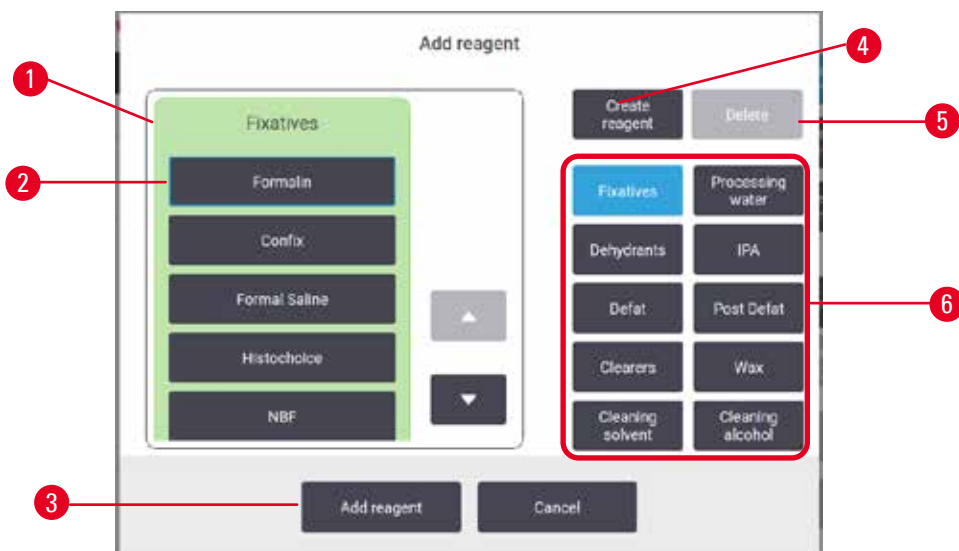 Add reagent
1
Fixatives
2
Formalin
Confix
Formal Saline
Histochoice
NBF
4
Create
reagent
Delete
5
Fixatives
Processing
water
Dehydrants
IPA
Defat
Post Defat
6
Clearers
Wax
Cleaning
solvent
Cleaning
alcohol
3
Add reagent
Cancel